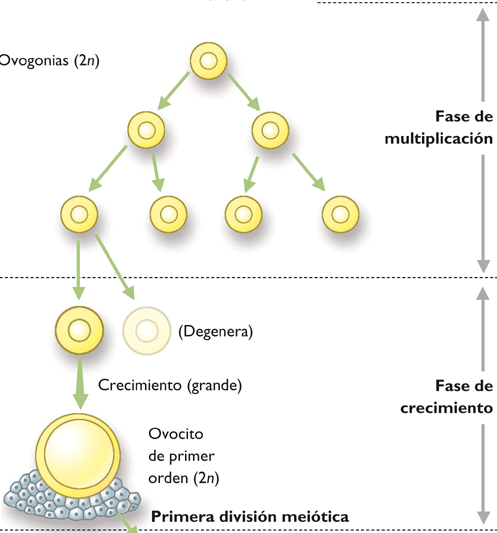 Ovogonias (2n)
Fase de
multiplicación
(Degenera)
Crecimiento (grande)
Fase de
crecimiento
Ovocito
de primer
orden (2n)
Primera división meiótica